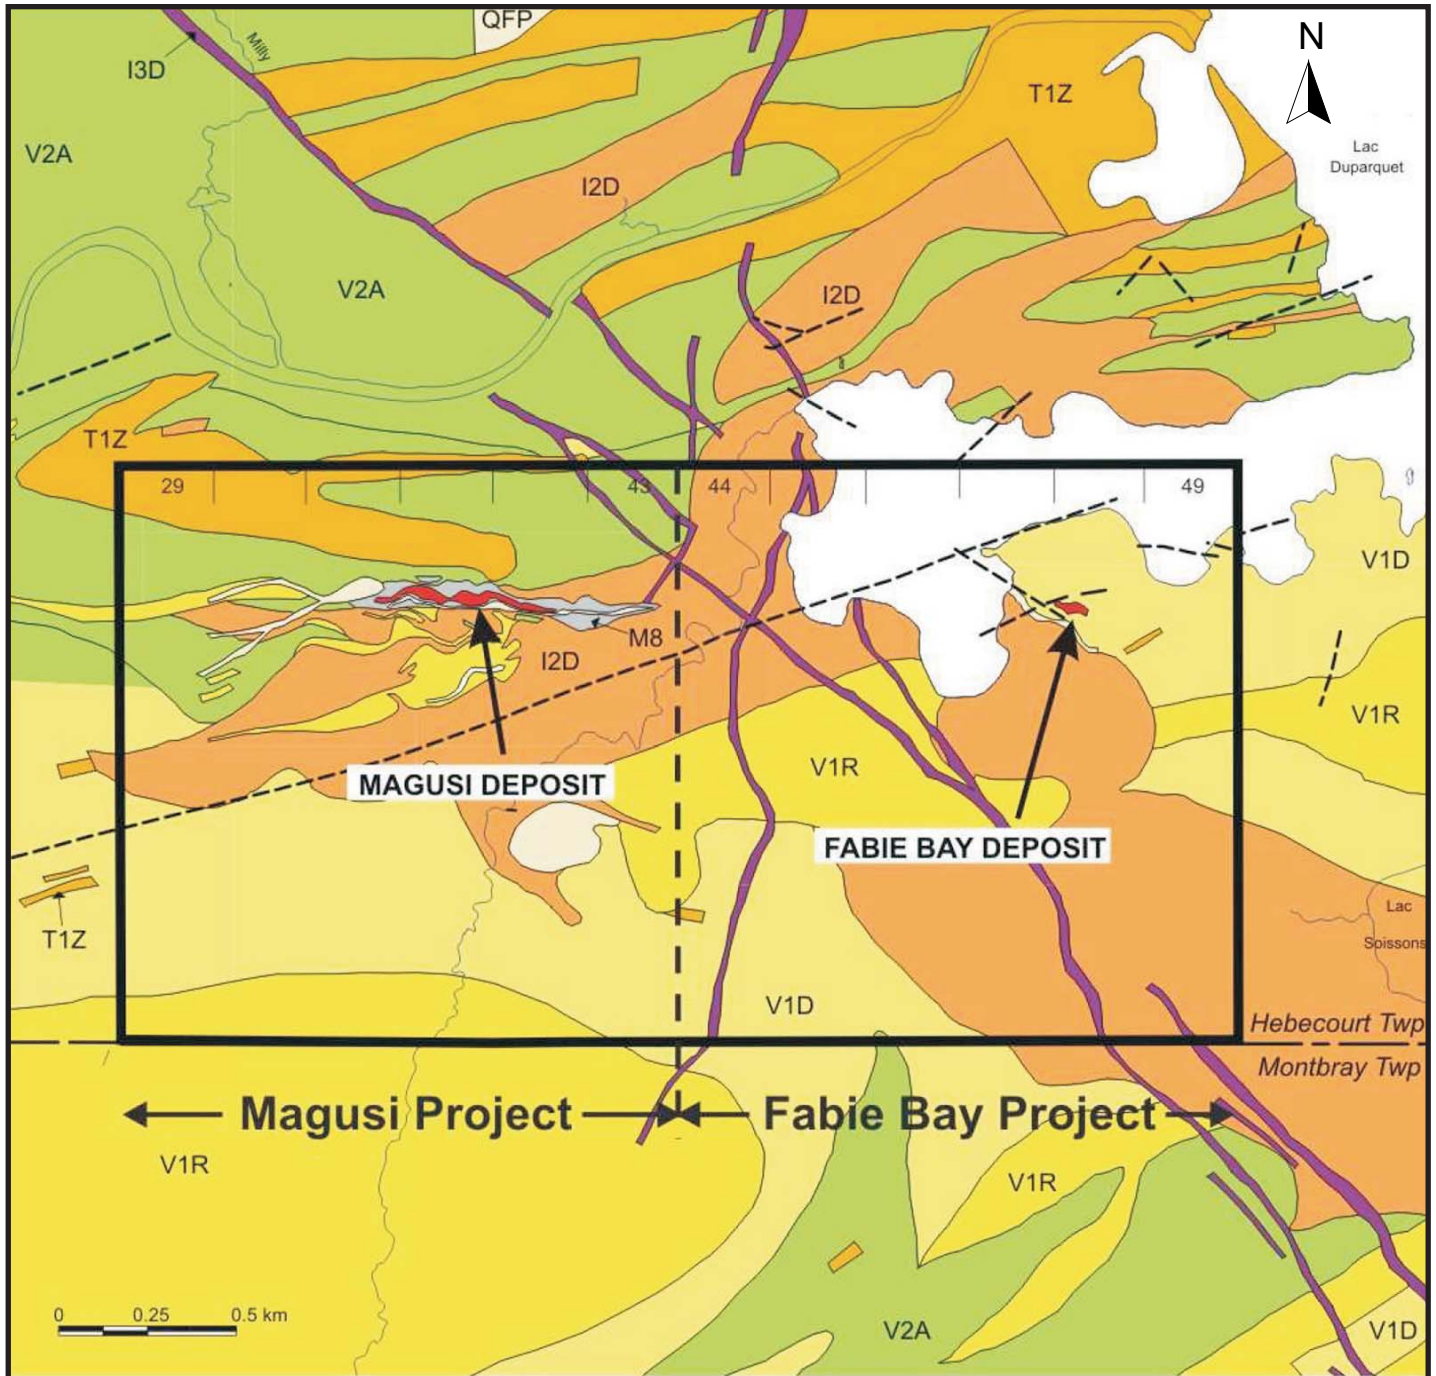 QFP
N
Milly
I3D
T1Z
V2A
Lac
Duparquet
I2D
V2A
I2D
T1Z
29
43
44
49
V1D
M8
I2D
V1R
V1R
MAGUSI DEPOSIT
FABIE BAY DEPOSIT
Lac
Soissons
T1Z
V1D
Hebecourt Twp
Montbray Twp
Magusi Project
Fabie Bay Project
V1R
V1R
0
0.25
0.5 km
V2A
V1D